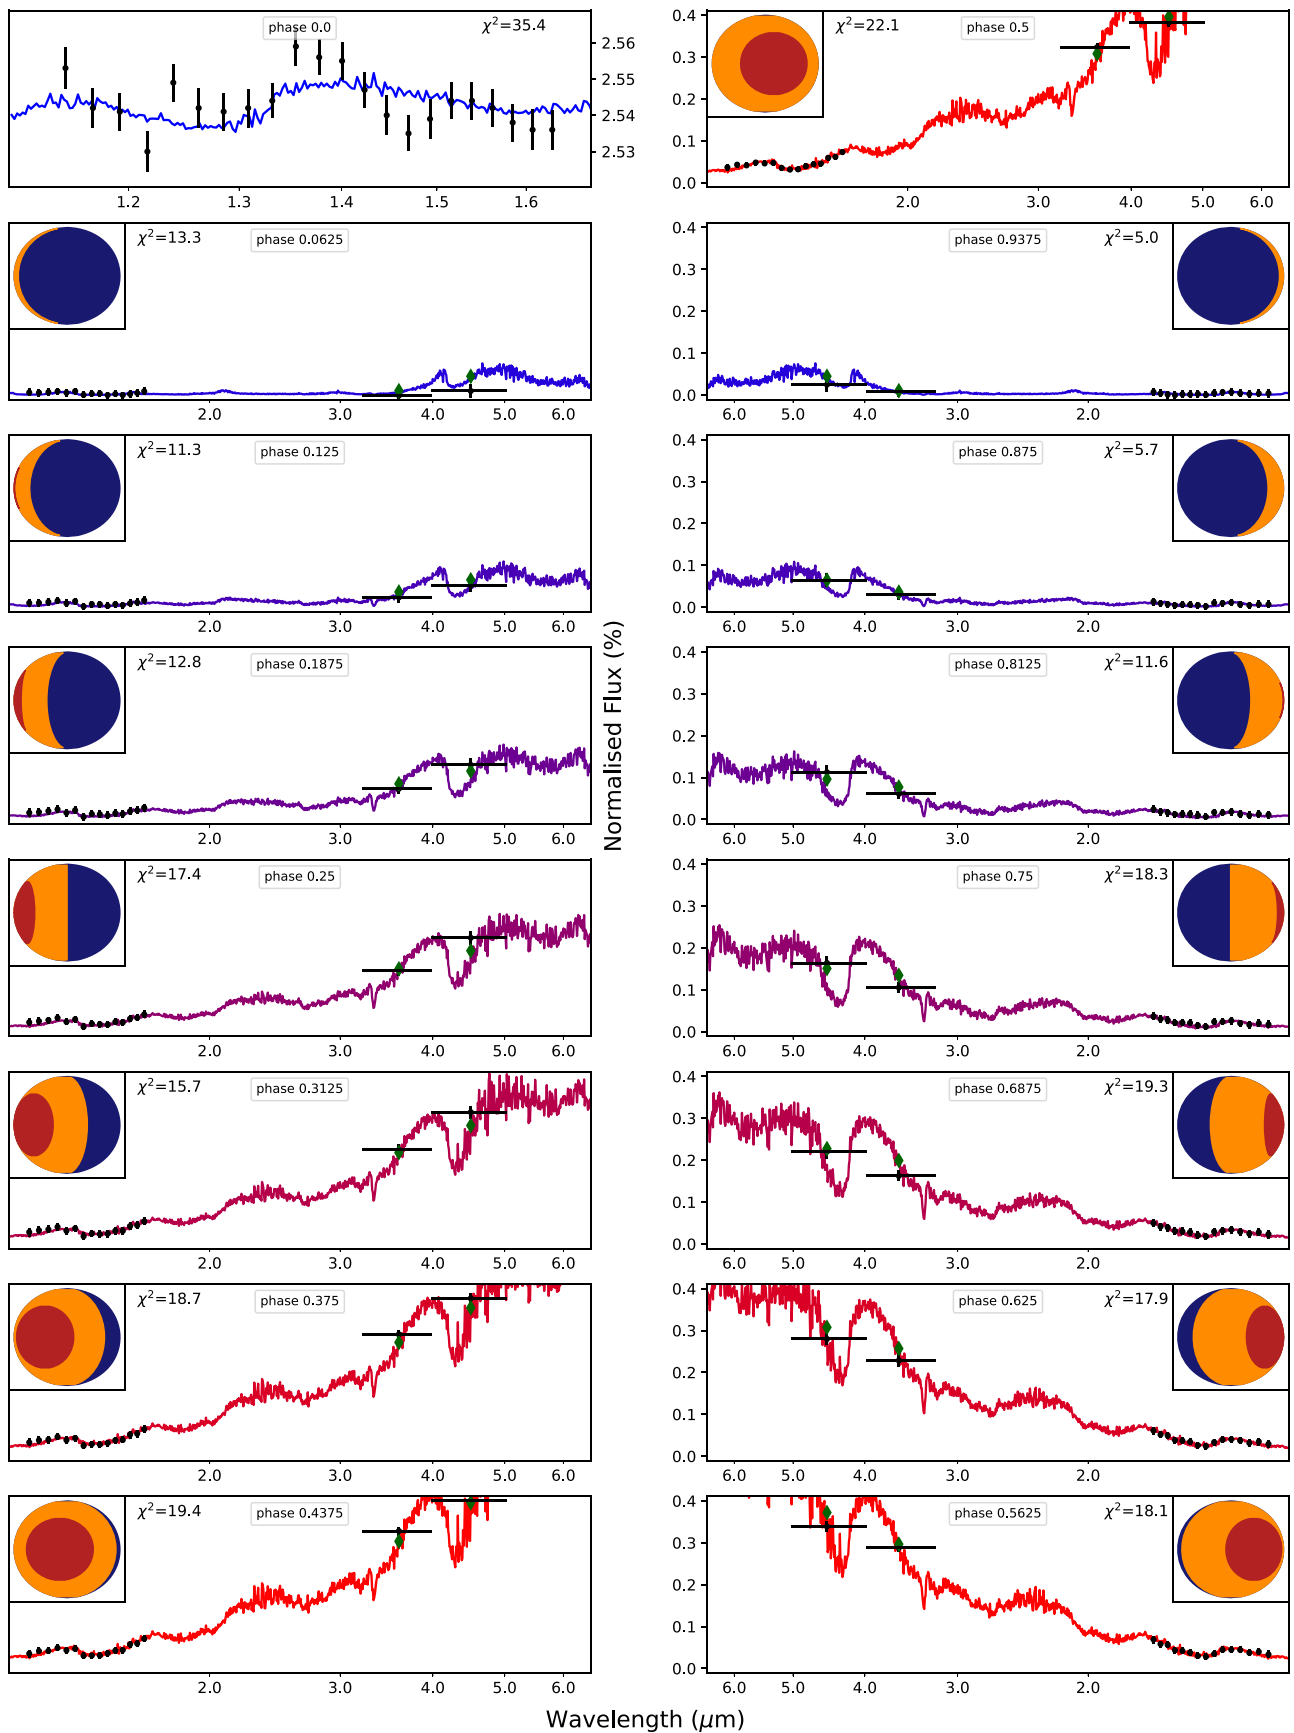 phase 0.0
χ²=35.4
2.56
2.55
2.54
2.53
1.2 1.3 1.4 1.5 1.6
0.4
0.3
0.2
0.1
0.0
χ²=22.1
phase 0.5
2.0 3.0 4.0 5.0 6.0
χ²=13.3
phase 0.0625
2.0 3.0 4.0 5.0 6.0
0.4
0.3
0.2
0.1
0.0
phase 0.9375
χ²=5.0
6.0 5.0 4.0 3.0 2.0
χ²=11.3
phase 0.125
2.0 3.0 4.0 5.0 6.0
0.4
0.3
0.2
0.1
0.0
phase 0.875
χ²=5.7
6.0 5.0 4.0 3.0 2.0
χ²=12.8
phase 0.1875
2.0 3.0 4.0 5.0 6.0
Normalised Flux (%)
0.4
0.3
0.2
0.1
0.0
phase 0.8125
χ²=11.6
6.0 5.0 4.0 3.0 2.0
χ²=17.4
phase 0.25
2.0 3.0 4.0 5.0 6.0
0.4
0.3
0.2
0.1
0.0
phase 0.75
χ²=18.3
6.0 5.0 4.0 3.0 2.0
χ²=15.7
phase 0.3125
2.0 3.0 4.0 5.0 6.0
0.4
0.3
0.2
0.1
0.0
phase 0.6875
χ²=19.3
6.0 5.0 4.0 3.0 2.0
χ²=18.7
phase 0.375
2.0 3.0 4.0 5.0 6.0
0.4
0.3
0.2
0.1
0.0
phase 0.625
χ²=17.9
6.0 5.0 4.0 3.0 2.0
χ²=19.4
phase 0.4375
2.0 3.0 4.0 5.0 6.0
0.4
0.3
0.2
0.1
0.0
phase 0.5625
χ²=18.1
6.0 5.0 4.0 3.0 2.0
Wavelength (μm)